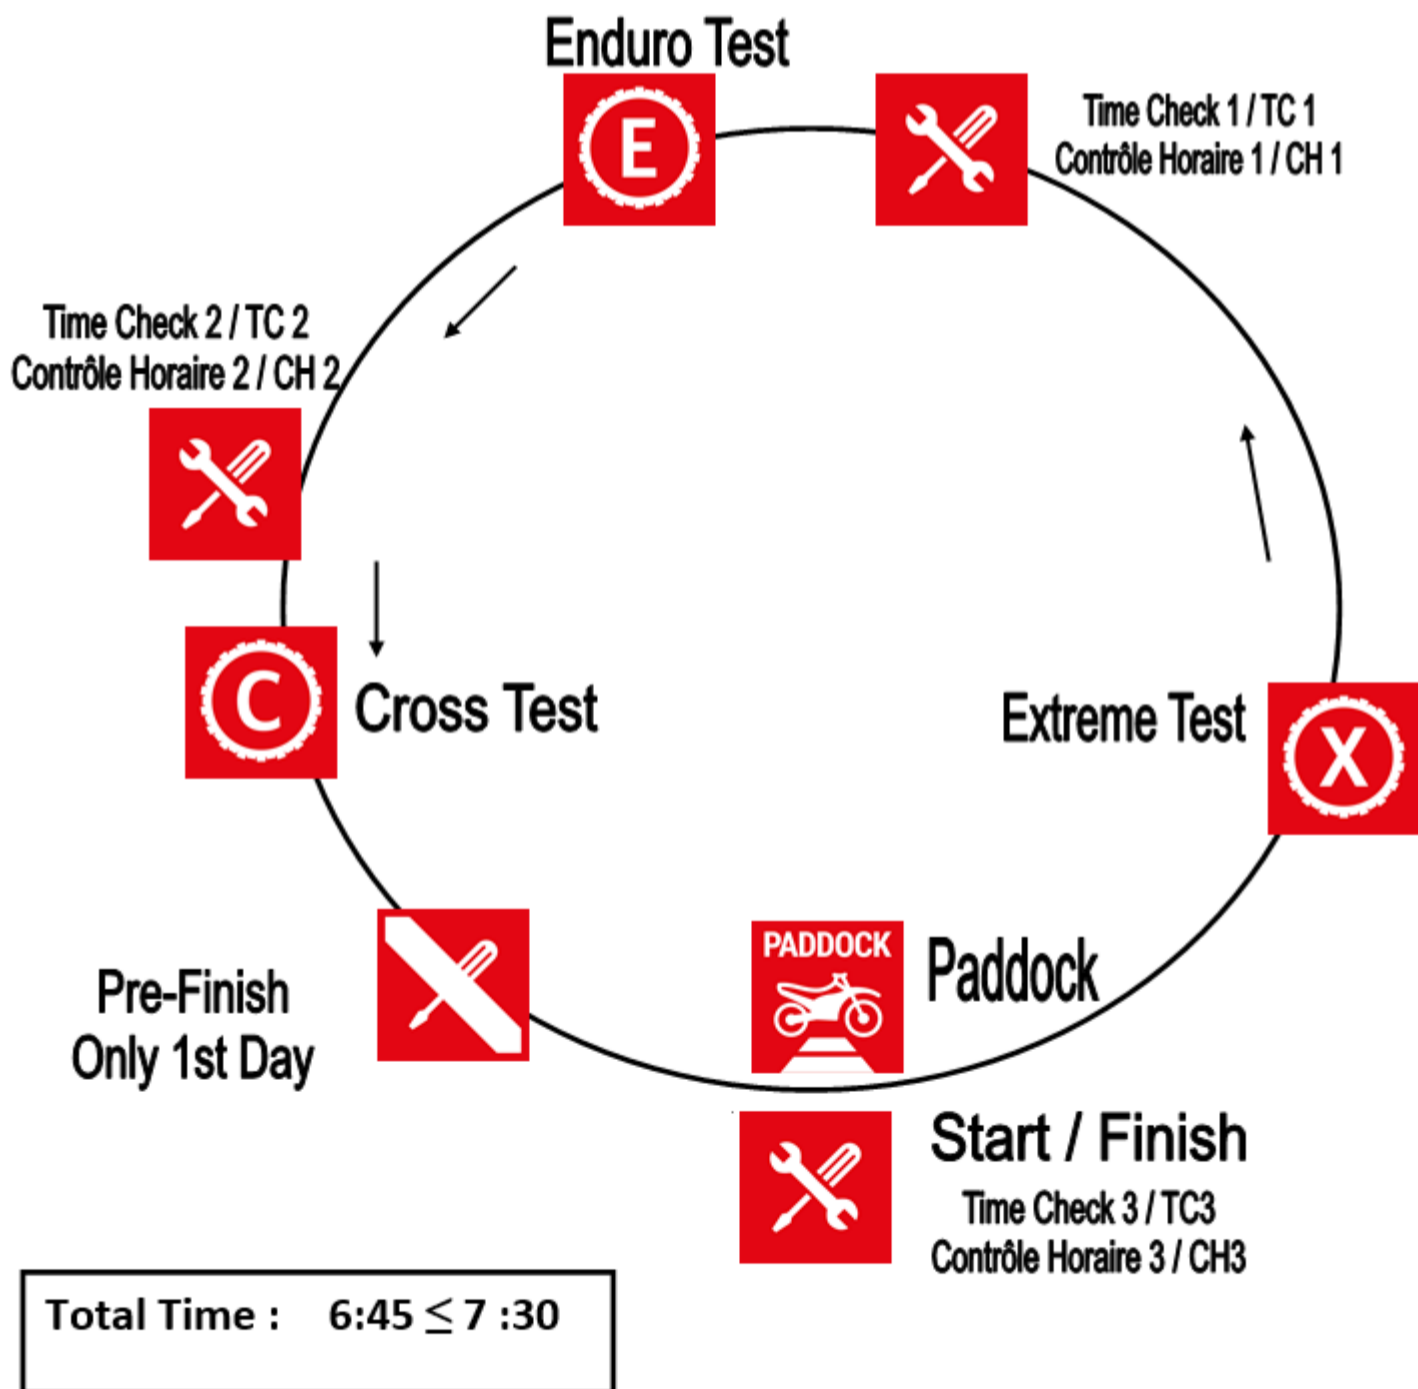 Enduro Test
E
Time Check 1 / TC 1
Contrôle Horaire 1 / CH 1
Time Check 2 / TC 2
Contrôle Horaire 2 / CH 2
C
Cross Test
Extreme Test
X
Pre-Finish
Only 1st Day
PADDOCK
Paddock
Start / Finish
Time Check 3 / TC3
Contrôle Horaire 3 / CH3
Total Time : 6:45 ≤ 7 :30